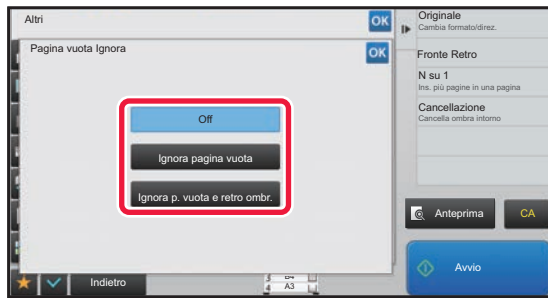 Altri
OK
Originale
Cambia formato/direz.
Pagina vuota Ignora
OK
Fronte Retro
N su 1
Ins. più pagine in una pagina
Cancellazione
Cancella ombra intorno
Off
Ignora pagina vuota
Ignora p. vuota e retro ombr.
Anteprima
CA
Avvio
Indietro
3 B4
4 A3